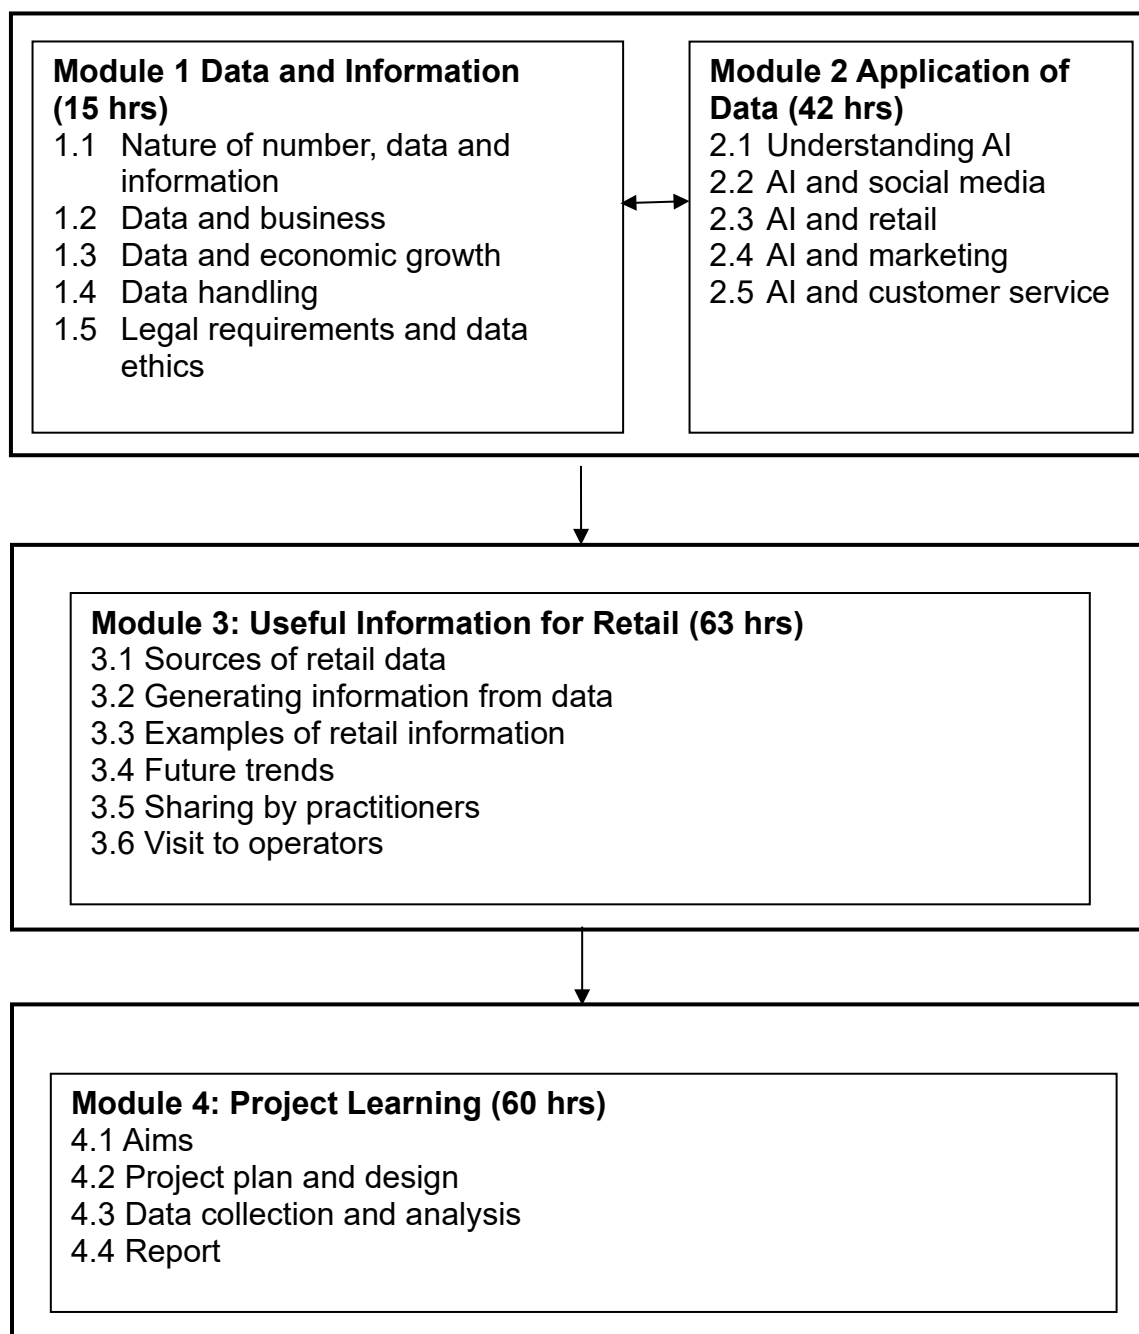 Module 1 Data and Information
(15 hrs)
1.1 Nature of number, data and
information
1.2 Data and business
1.3 Data and economic growth
1.4 Data handling
1.5 Legal requirements and data
ethics
Module 2 Application of
Data (42 hrs)
2.1 Understanding AI
2.2 AI and social media
2.3 AI and retail
2.4 AI and marketing
2.5 AI and customer service
Module 3: Useful Information for Retail (63 hrs)
3.1 Sources of retail data
3.2 Generating information from data
3.3 Examples of retail information
3.4 Future trends
3.5 Sharing by practitioners
3.6 Visit to operators
Module 4: Project Learning (60 hrs)
4.1 Aims
4.2 Project plan and design
4.3 Data collection and analysis
4.4 Report